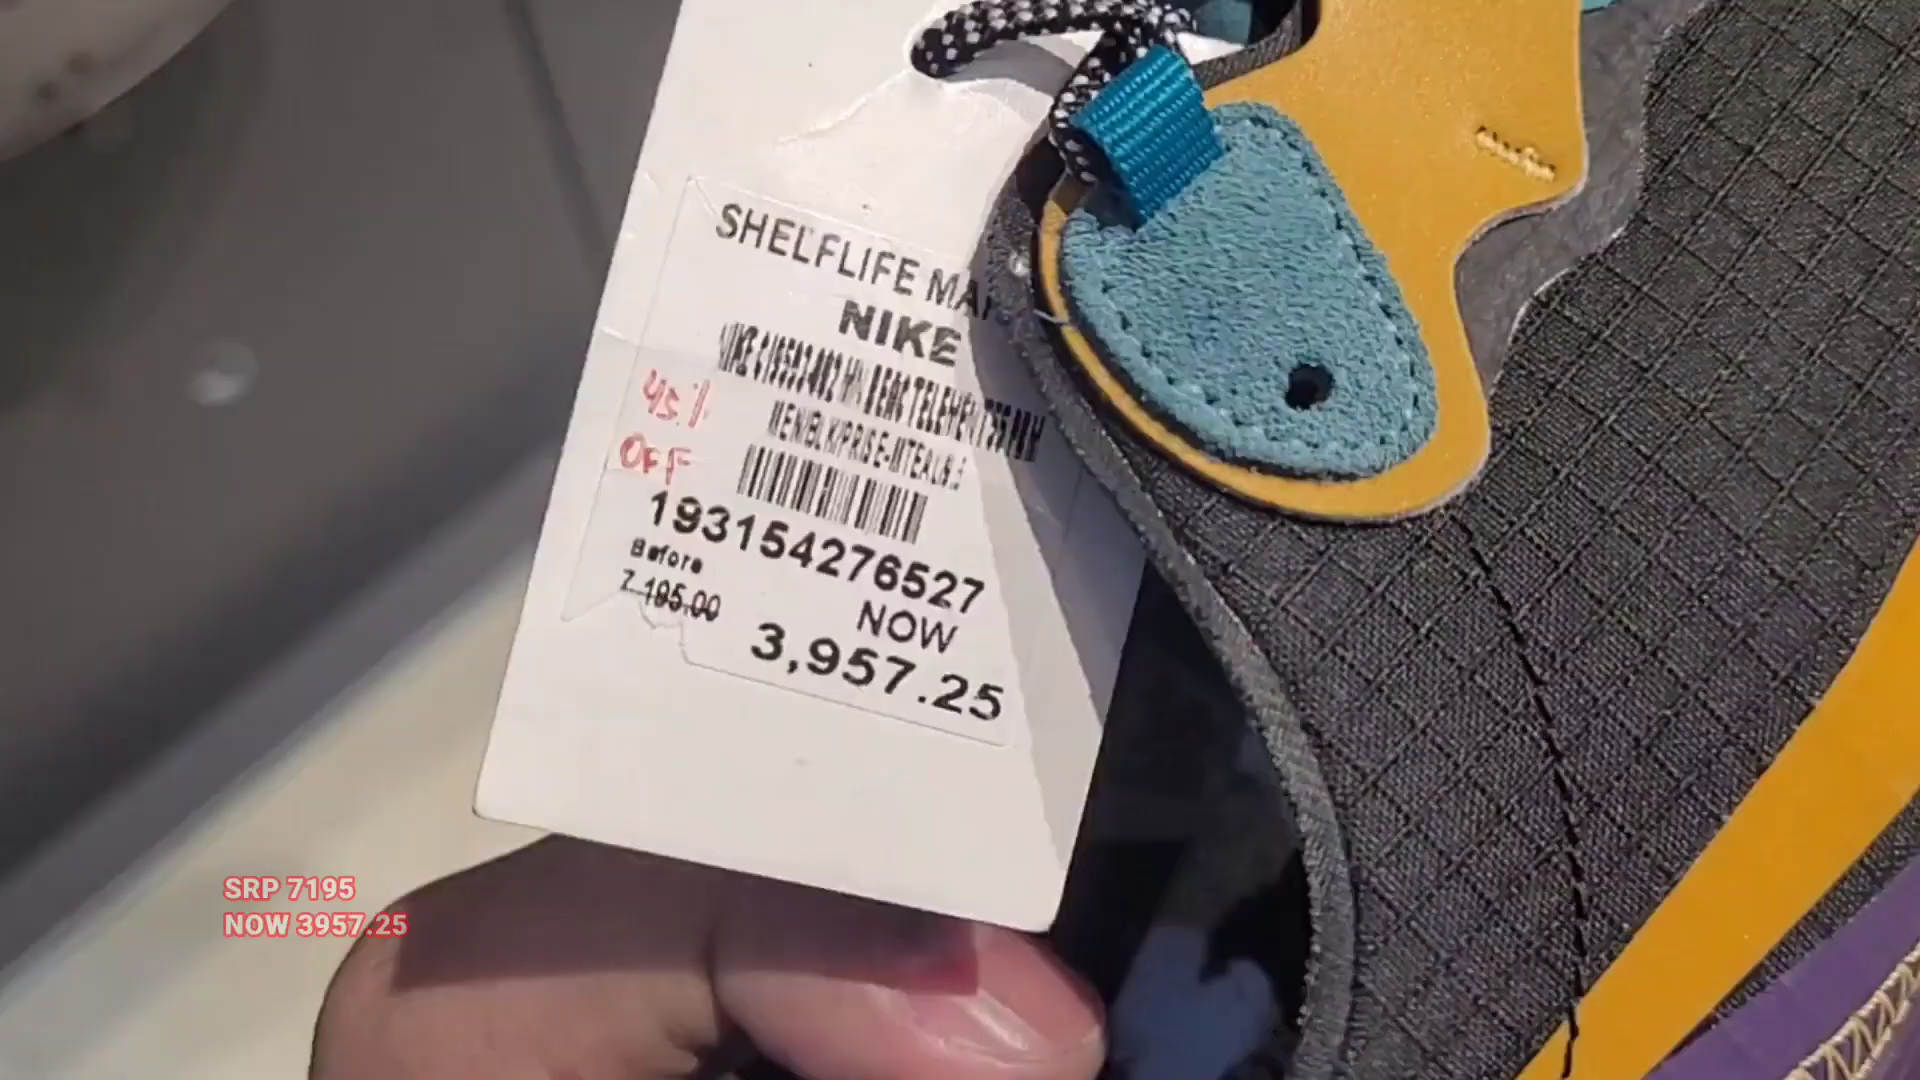 SHELFLIFE MA
NIKE
45%
OFF
193154276527
Before
7,195.00
NOW
3,957.25
SRP 7195
NOW 3957.25